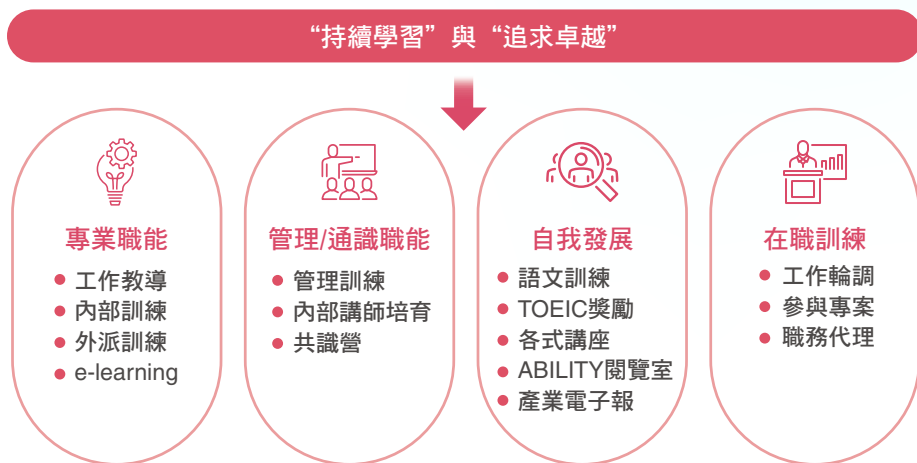 “持續學習”與“追求卓越”
專業職能
工作教導
內部訓練
外派訓練
e-learning
管理/通識職能
管理訓練
內部講師培育
共識營
自我發展
語文訓練
TOEIC獎勵
各式講座
ABILITY閱覽室
產業電子報
在職訓練
工作輪調
參與專案
職務代理